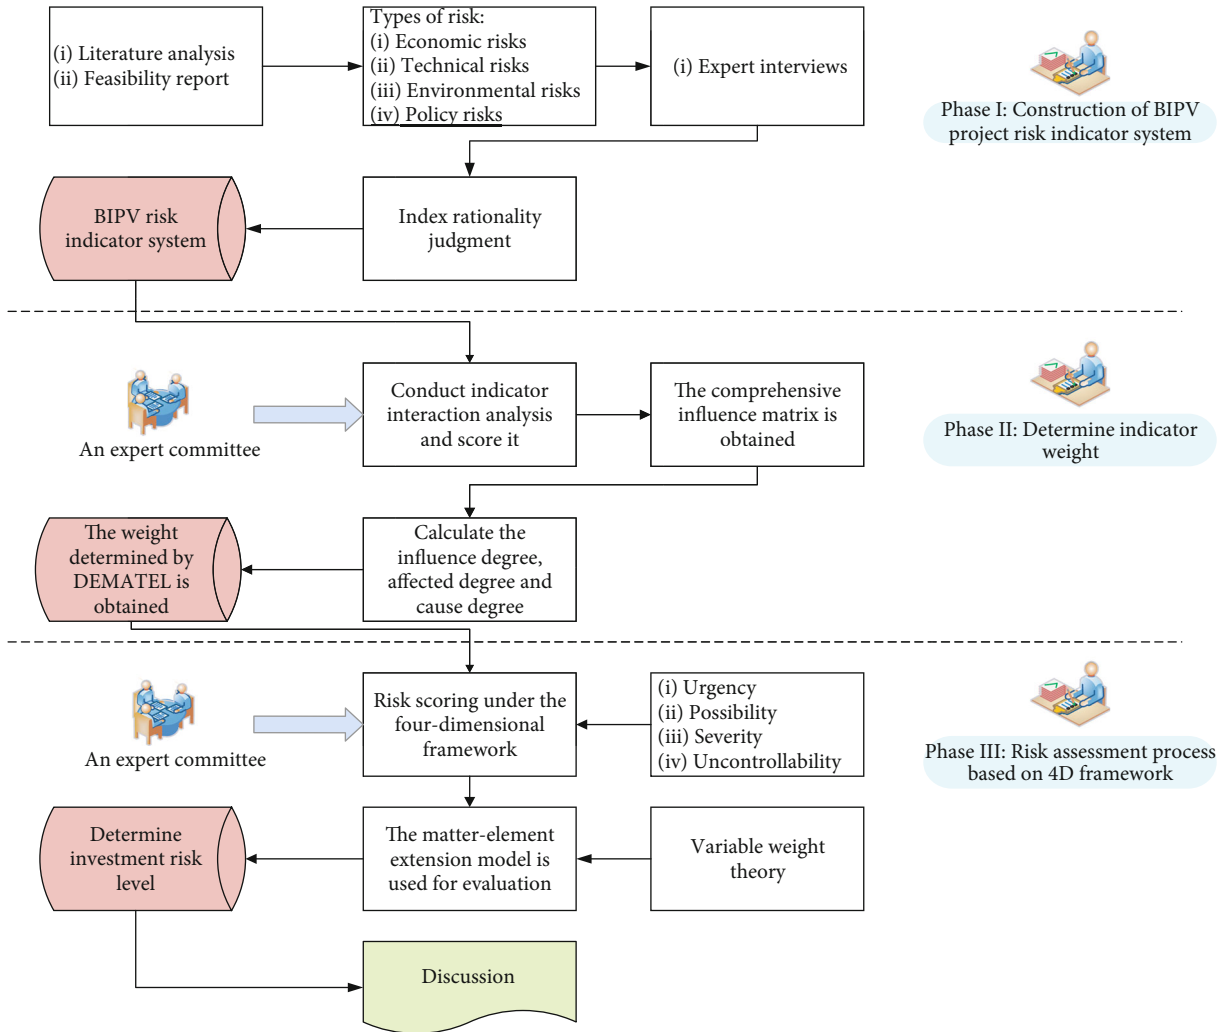 (i) Literature analysis
(ii) Feasibility report
Types of risk:
(i) Economic risks
(ii) Technical risks
(iii) Environmental risks
(iv) Policy risks
(i) Expert interviews
Phase I: Construction of BIPV
project risk indicator system
BIPV risk
indicator system
Index rationality
judgment
An expert committee
Conduct indicator
interaction analysis
and score it
The comprehensive
influence matrix is
obtained
Phase II: Determine indicator
weight
The weight
determined by
DEMATEL is
obtained
Calculate the
influence degree,
affected degree and
cause degree
An expert committee
Risk scoring under the
four-dimensional
framework
(i) Urgency
(ii) Possibility
(iii) Severity
(iv) Uncontrollability
Phase III: Risk assessment process
based on 4D framework
Determine
investment risk
level
The matter-element
extension model is
used for evaluation
Variable weight
theory
Discussion